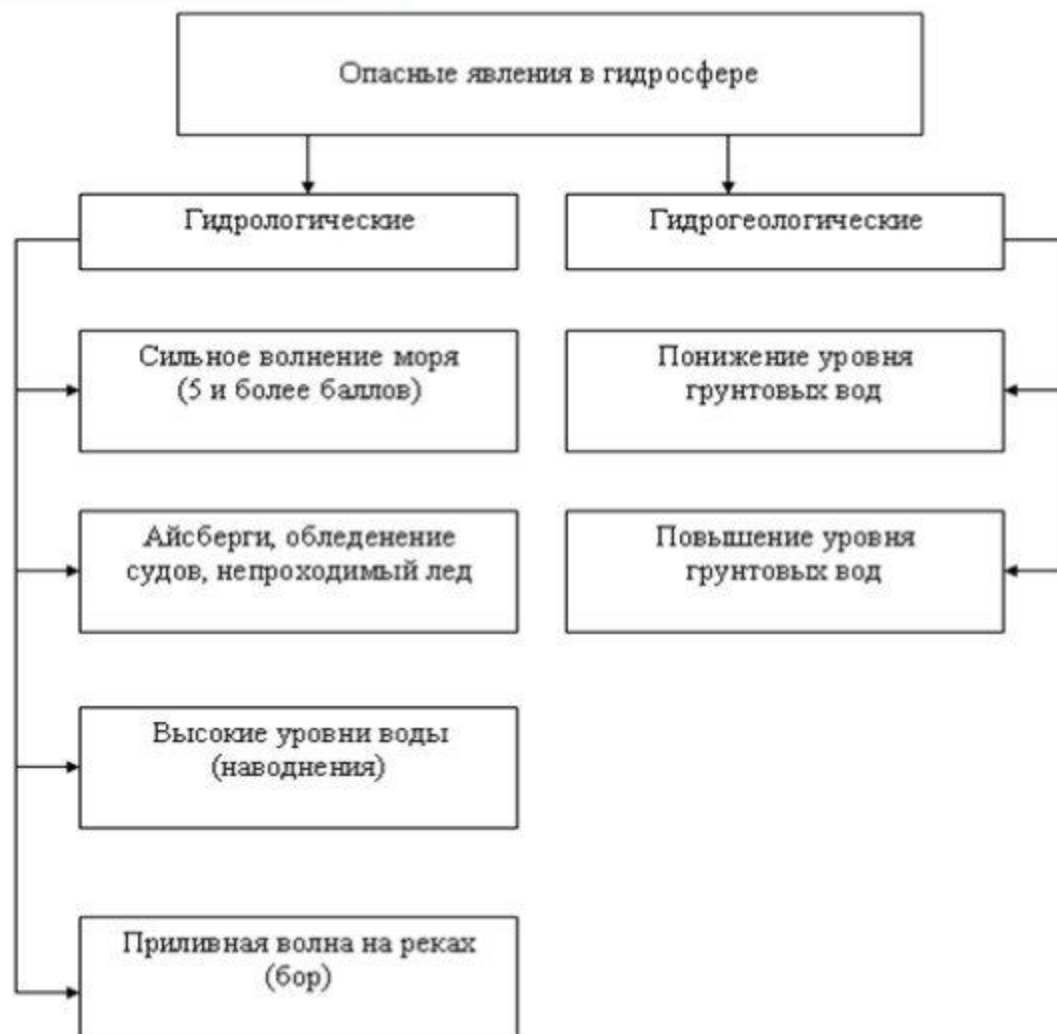 Опасные явления в гидросфере
Гидрологические
Гидрогеологические
Сильное волнение моря
(5 и более баллов)
Понижение уровня
грунтовых вод
Айсберги, обледенение
судов, непроходимый лед
Повышение уровня
грунтовых вод
Высокие уровни воды
(наводнения)
Приливная волна на реках
(бор)